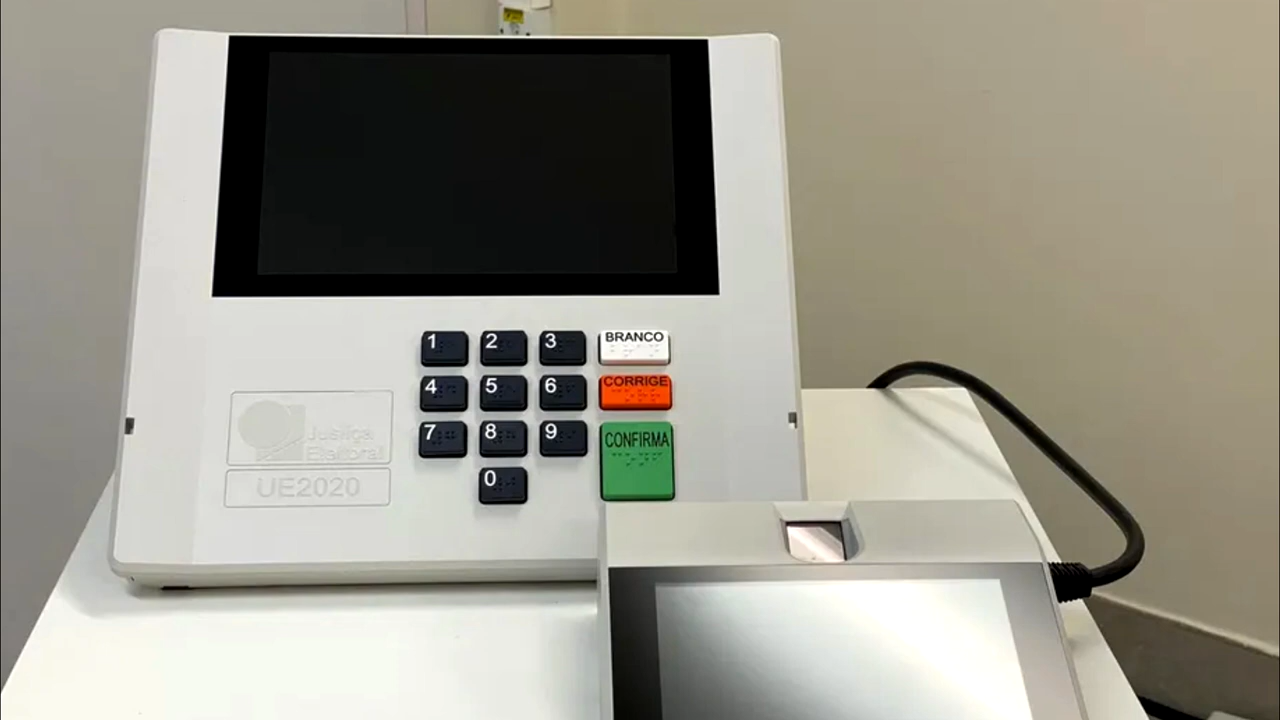 1 2 3 BRANCO
4 5 6 CORRIGE
7 8 9 CONFIRMA
0
Justiça
Eleitoral
UE2020